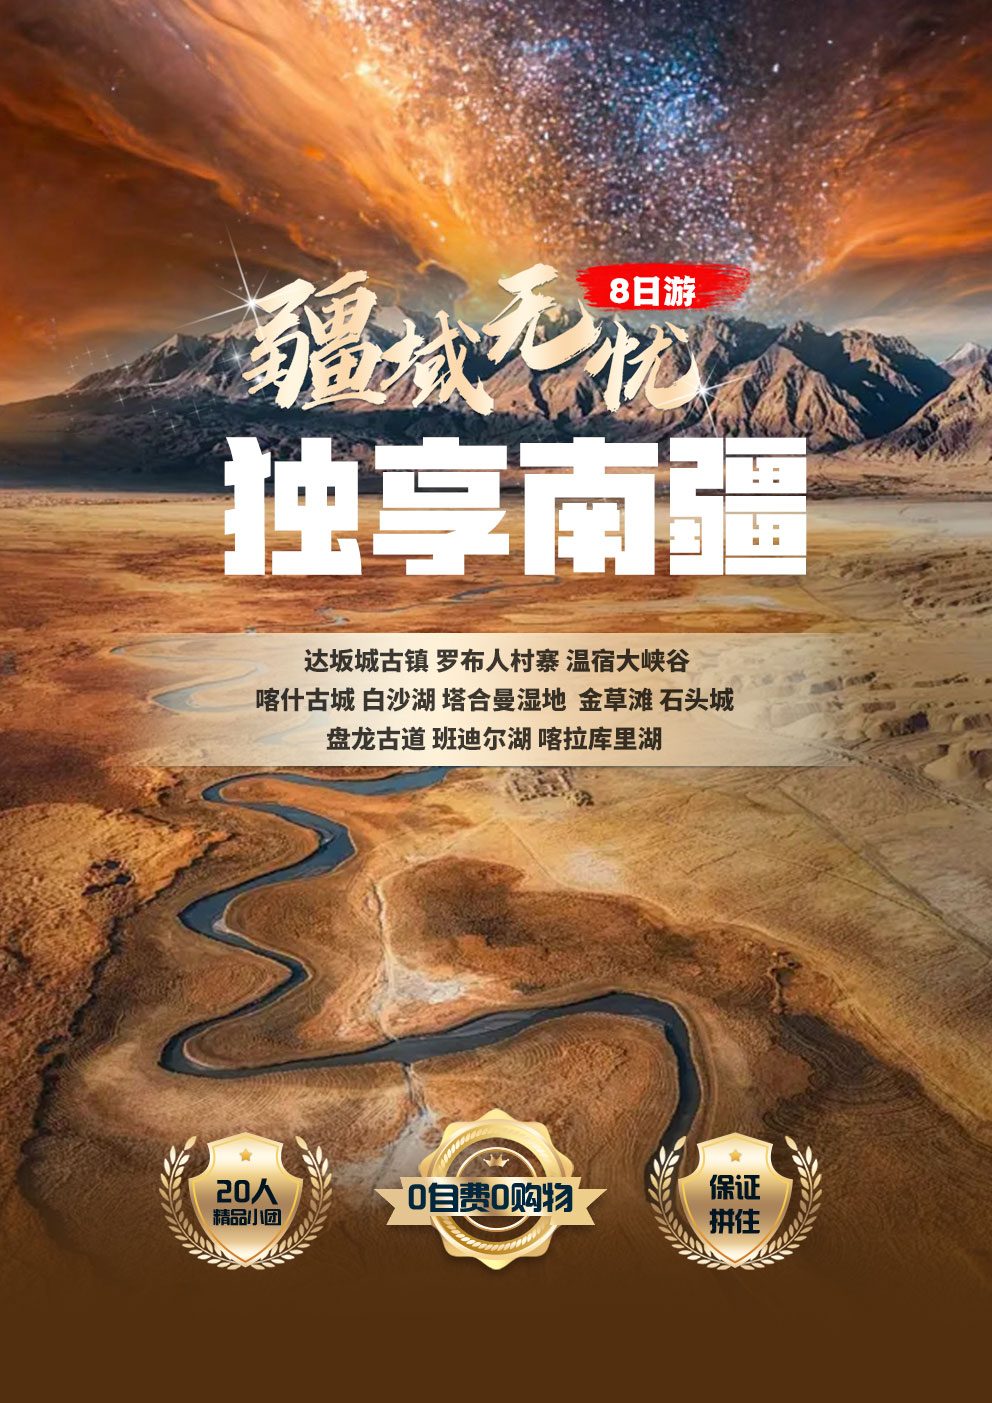 疆域无忧
8日游
独享南疆
达坂城古镇 罗布人村寨 温宿大峡谷
喀什古城 白沙湖 塔合曼湿地 金草滩 石头城
盘龙古道 班迪尔湖 喀拉库里湖
20人
精品小团
0自费0购物
保证
拼住